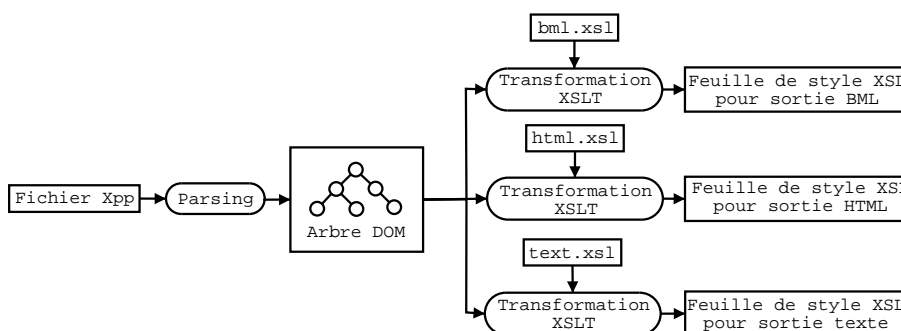 bml.xsl
Transformation
XSLT
Feuille de style XSL
pour sortie BML
html.xsl
Fichier Xpp
Parsing
Arbre DOM
Transformation
XSLT
Feuille de style XSL
pour sortie HTML
text.xsl
Transformation
XSLT
Feuille de style XSL
pour sortie texte